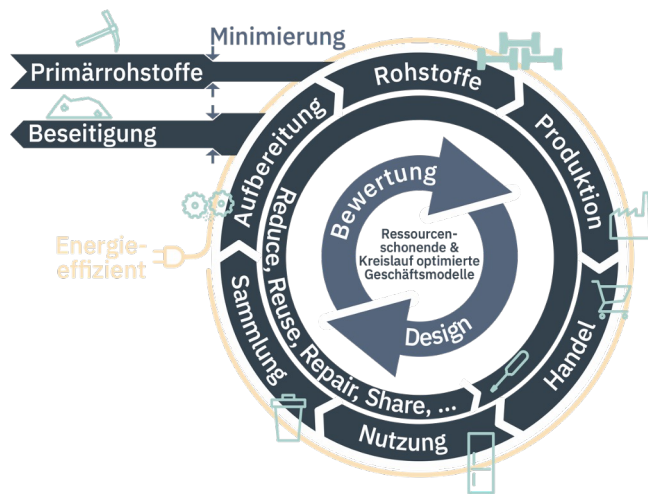 Minimierung
Primärrohstoffe
Beseitigung
Rohstoffe
Produktion
Handel
Nutzung
Sammlung
Aufbereitung
Energie-
effizient
Reduce, Reuse, Repair, Share, ...
Bewertung
Ressourcen-
schonende &
Kreislauf optimierte
Geschäftsmodelle
Design